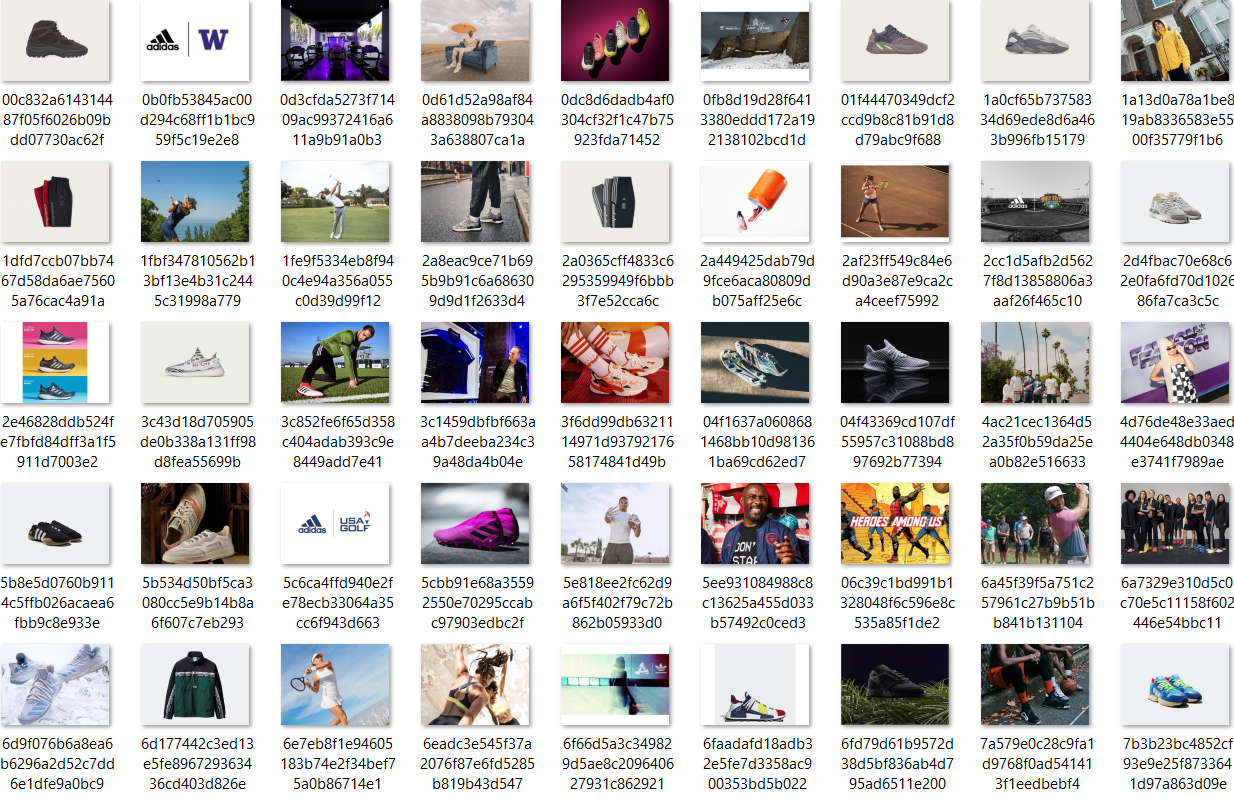 adidas
W
HEROES AMONG US
adidas
USA
GOLF
adidas
DON'T
00c832a6143144
87f05f6026b09b
dd07730ac62f
0b0fb53845ac00
d294c68ff1b1bc9
59f5c19e2e8
0d3cfda5273f714
09ac99372416a6
11a9b91a0b3
0d61d52a98af84
a8838098b79304
3a638807ca1a
0dc8d6dadb4af0
304cf32f1c47b75
923fda71452
0fb8d19d28f641
3380eddd172a19
2138102bcd1d
01f44470349dcf2
ccd9b8c81b91d8
d79abc9f688
1a0cf65b737583
34d69ede8d6a46
3b996fb15179
1a13d0a78a1be8
19ab8336583e55
00f35779f1b6
1dfd7ccb07bb74
67d58da6ae7560
5a76cac4a91a
1fbf347810562b1
3bf13e4b31c244
5c31998a779
1fe9f5334eb8f94
0c4e94a356a055
c0d39d99f12
2a8eac9ce71b69
5b9b91c6a68630
9d9d1f2633d4
2a0365cff4833c6
295359949f6bbb
3f7e52cca6c
2a449425dab79d
9fce6aca80809d
b075aff25e6c
2af23ff549c84e6
d90a3e87e9ca2c
a4ceef75992
2cc1d5afb2d562
7f8d13858806a3
aaf26f465c10
2d4fbac70e68c6
2e0fa6fd70d1026
86fa7ca3c5c
2e46828ddb524f
e7fbfd84dff3a1f5
911d7003e2
3c43d18d705905
de0b338a131ff98
d8fea55699b
3c852fe6f65d358
c404adab393c9e
8449add7e41
3c1459dbfbf663a
a4b7deeba234c3
9a48da4b04e
3f6dd99db63211
14971d93792176
58174841d49b
04f1637a060868
1468bb10d98136
1ba69cd62ed7
04f43369cd107df
55957c31088bd8
97692b77394
4ac21cec1364d5
2a35f0b59da25e
a0b82e516633
4d76de48e33aed
4404e648db0348
e3741f7989ae
5b8e5d0760b911
4c5ffb026acaea6
fbb9c8e933e
5b534d50bf5ca3
080cc5e9b14b8a
6f607c7eb293
5c6ca4ffd940e2f
e78ecb33064a35
cc6f943d663
5cbb91e68a3559
2550e70295ccab
c97903edbc2f
5e818ee2fc62d9
a6f5f402f79c72b
862b05933d0
5ee931084988c8
c13625a455d033
b57492c0ced3
06c39c1bd991b1
328048f6c596e8c
535a85f1de2
6a45f39f5a751c2
57961c27b9b51b
b841b131104
6a7329e310d5c0
c70e5c11158f602
446e54bbc11
6d9f076b6a8ea6
b6296a2d52c7dd
6e1dfe9a0bc9
6d177442c3ed13
e5fe8967293634
36cd403d826e
6e7eb8f1e94605
183b74e2f34bef7
5a0b86714e1
6eadc3e545f37a
2076f87e6fd5285
b819b43d547
6f66d5a3c34982
9d5ae8c2096406
27931c862921
6faadafd18adb3
2e5fe7d3358ac9
00353bd5b022
6fd79d61b9572d
38d5bf836ab4d7
95ad6511e200
7a579e0c28c9fa1
d9768f0ad54141
3f1eedbebf4
7b3b23bc4852cf
93e9e25f873364
1d97a863d09e